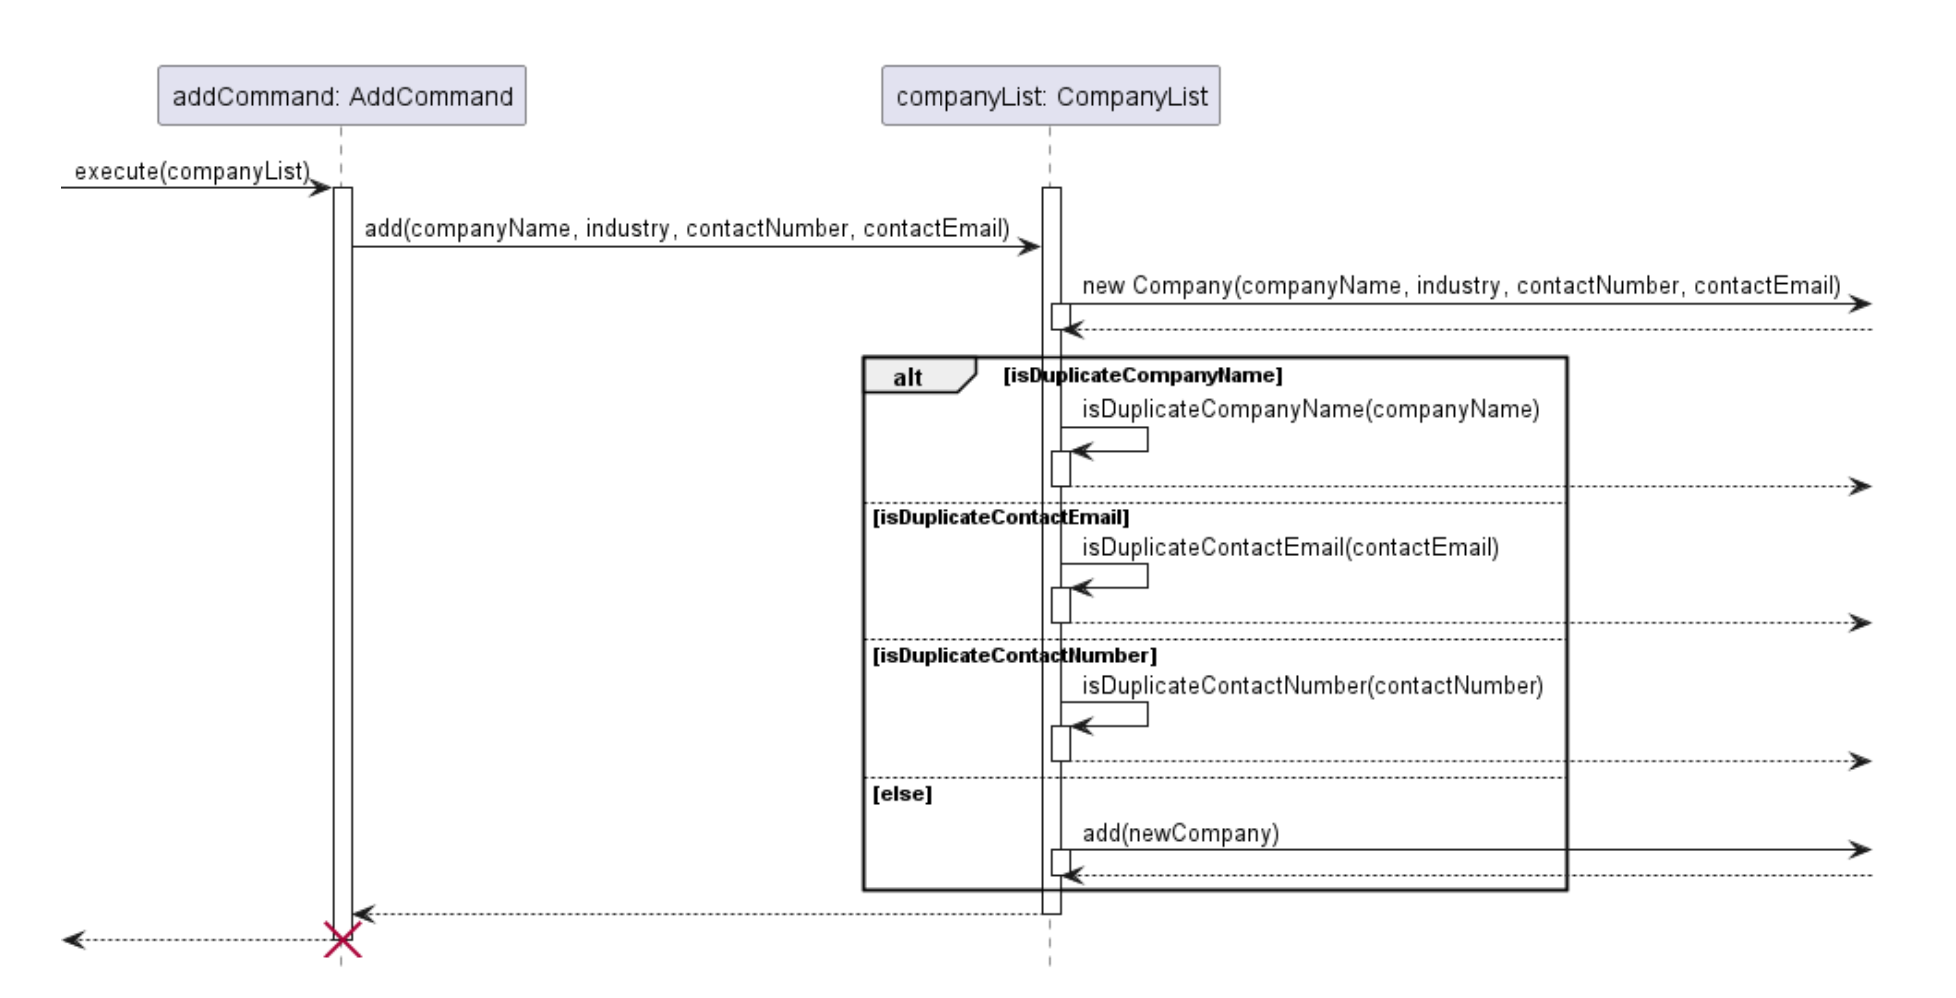 addCommand: AddCommand
companyList: CompanyList
execute(companyList)
add(companyName, industry, contactNumber, contactEmail)
new Company(companyName, industry, contactNumber, contactEmail)
alt
[isDuplicateCompanyName]
isDuplicateCompanyName(companyName)
[isDuplicateContactEmail]
isDuplicateContactEmail(contactEmail)
[isDuplicateContactNumber]
isDuplicateContactNumber(contactNumber)
[else]
add(newCompany)